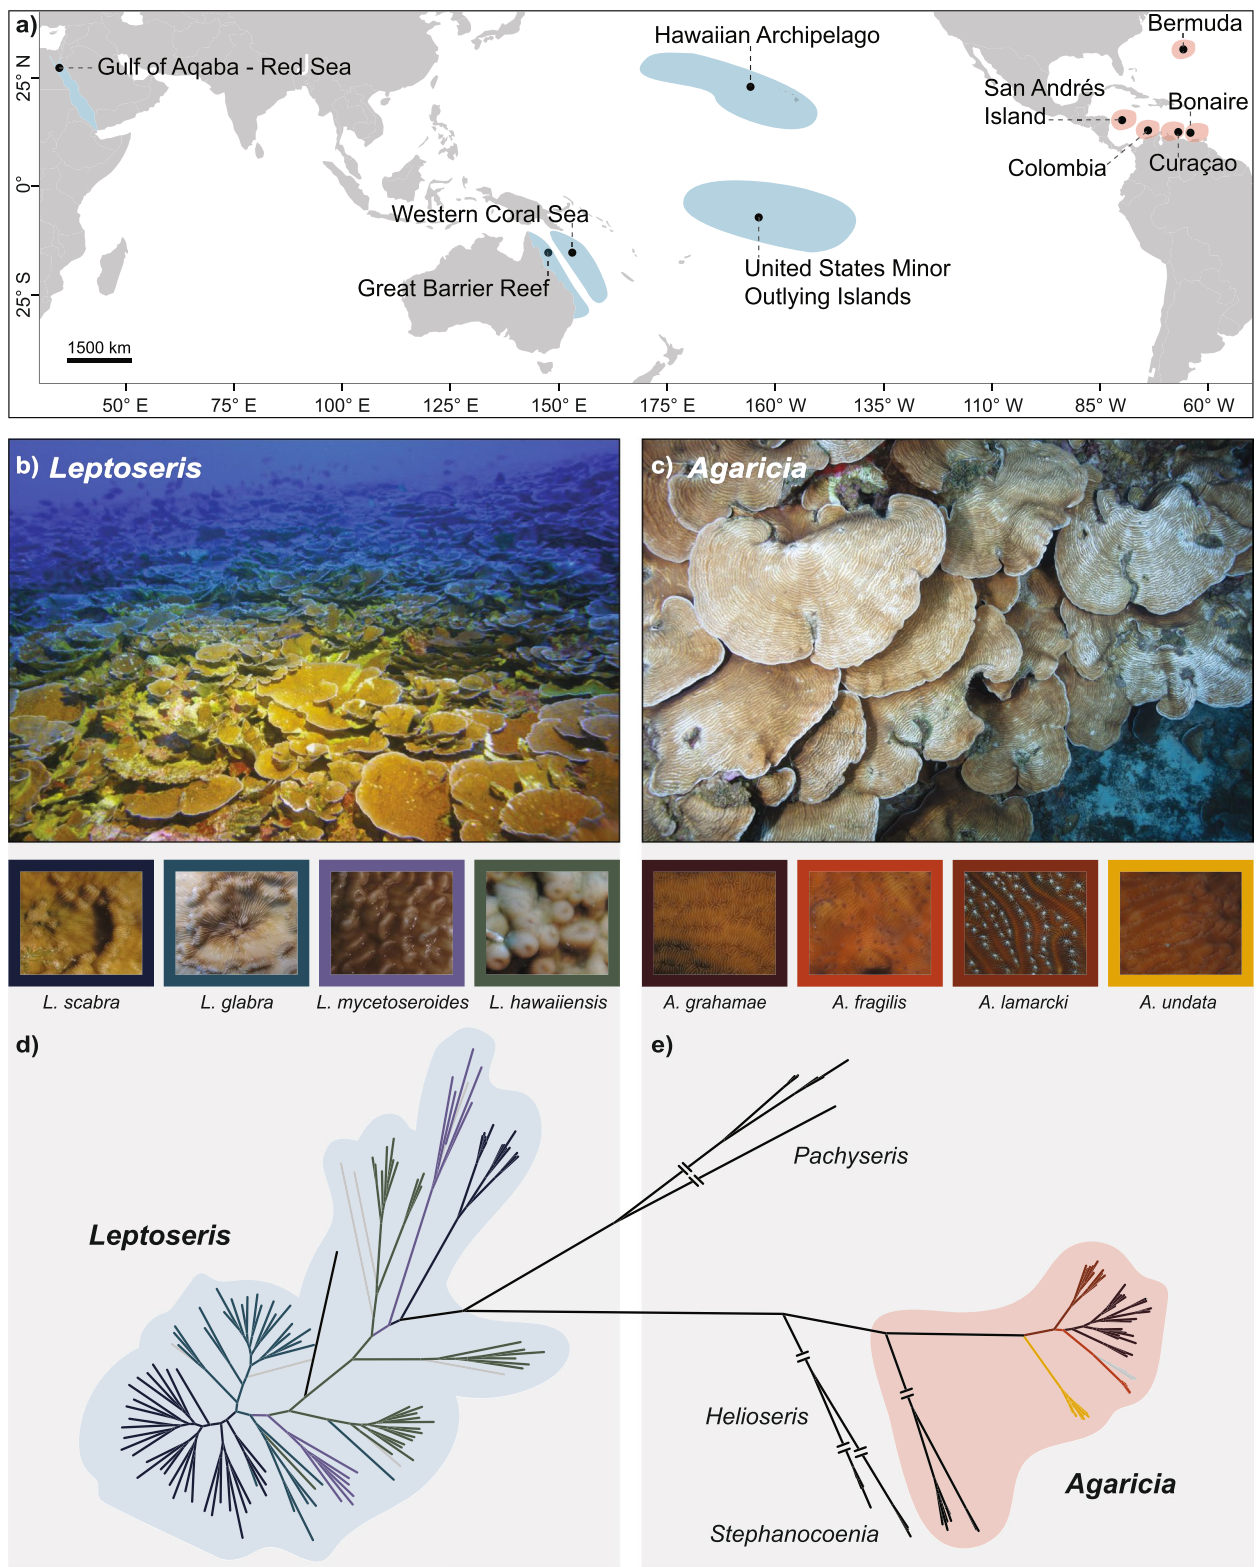 a)
Bermuda
Hawaiian Archipelago
Gulf of Aqaba - Red Sea
San Andrés
Island
Bonaire
Colombia
Curaçao
Western Coral Sea
Great Barrier Reef
United States Minor
Outlying Islands
25° N
0°
25° S
1500 km
50° E 75° E 100° E 125° E 150° E 175° E 160° W 135° W 110° W 85° W 60° W
b) Leptoseris
c) Agaricia
L. scabra
L. glabra
L. mycetoseroides
L. hawaiiensis
A. grahamae
A. fragilis
A. lamarcki
A. undata
d)
e)
Pachyseris
Leptoseris
Helioseris
Agaricia
Stephanocoenia